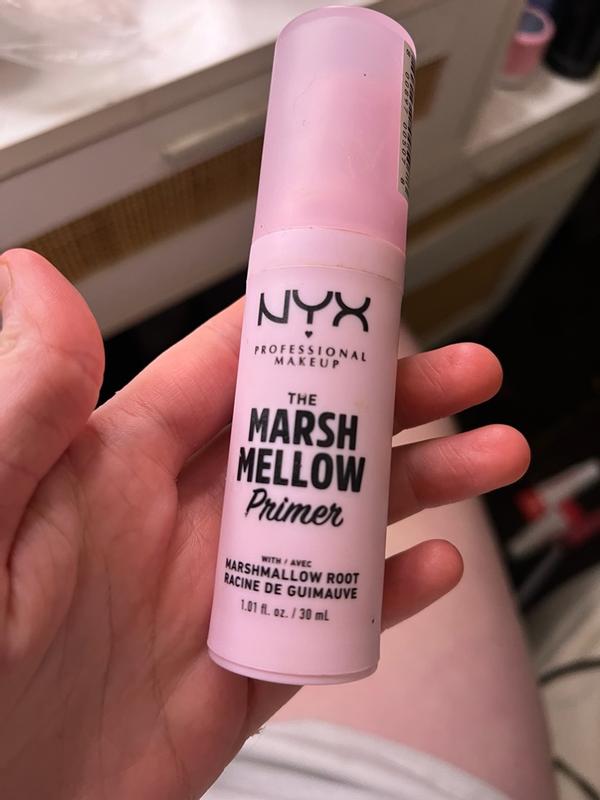 NYX
PROFESSIONAL
MAKEUP
THE
MARSH
MELLOW
Primer
WITH / AVEC
MARSHMALLOW ROOT
RACINE DE GUIMAUVE
1.01 fl. oz. / 30 mL